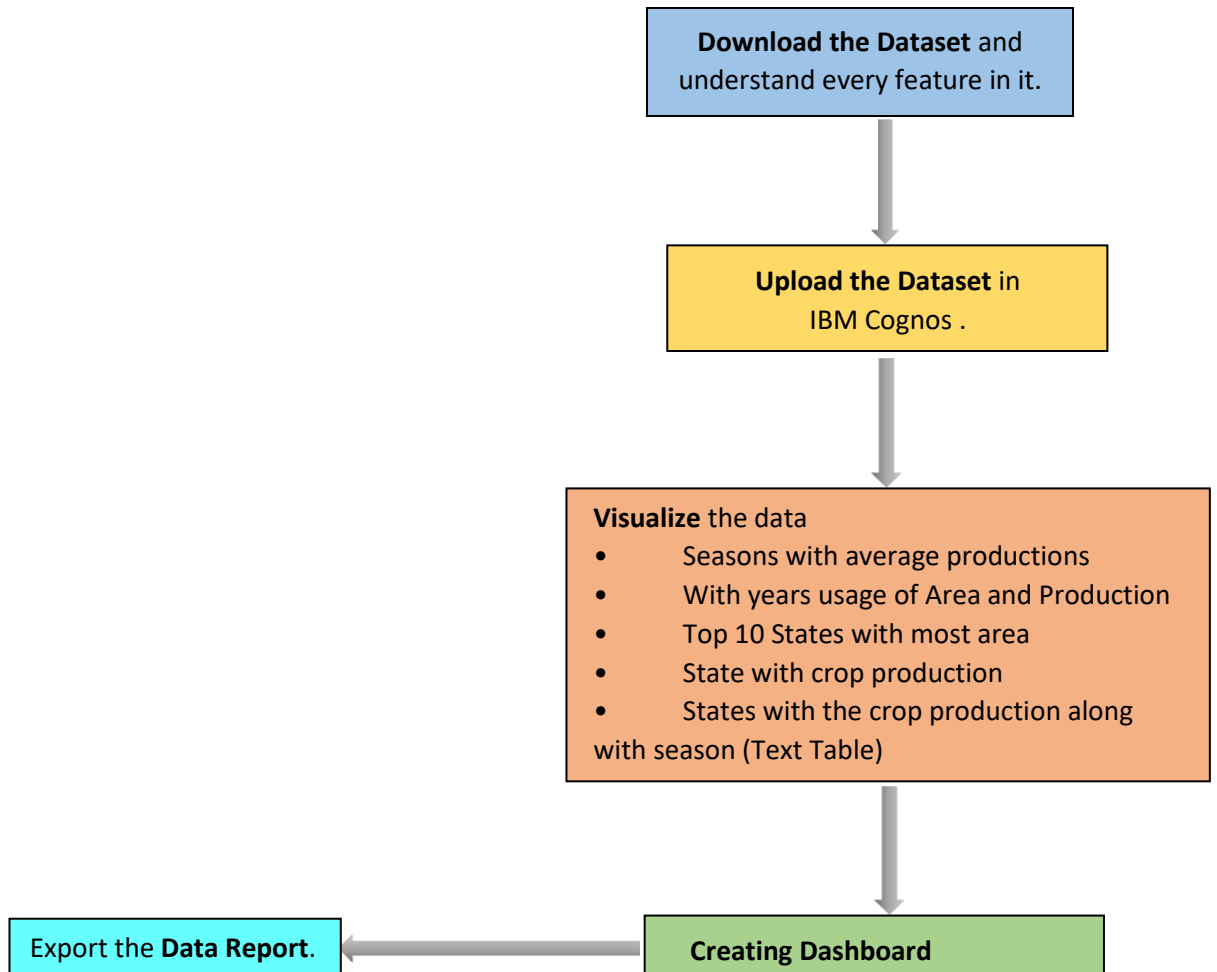 Download the Dataset and
understand every feature in it.
Upload the Dataset in
IBM Cognos .
Visualize the data
• Seasons with average productions
• With years usage of Area and Production
• Top 10 States with most area
• State with crop production
• States with the crop production along
with season (Text Table)
Creating Dashboard
Export the Data Report.